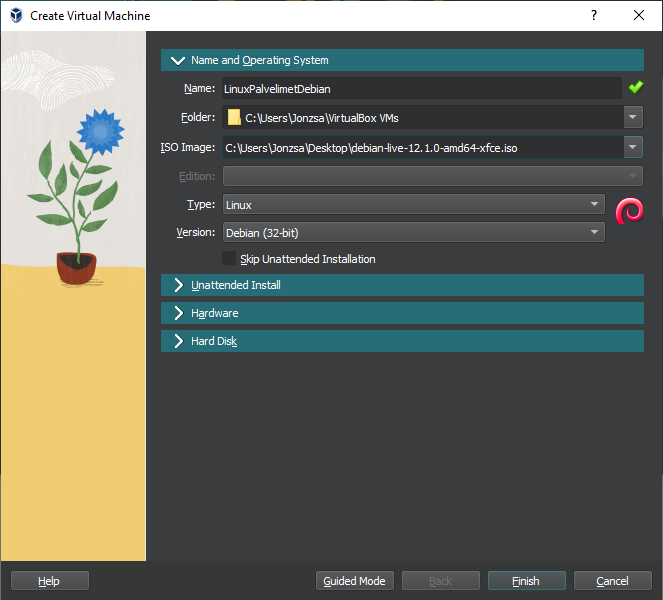 Create Virtual Machine
?
Name and Operating System
Name: LinuxPalvelimetDebian
Folder: C:\Users\Jonzsa\VirtualBox VMs
ISO Image: C:\Users\Jonzsa\Desktop\debian-live-12.1.0-amd64-xfce.iso
Edition:
Type: Linux
Version: Debian (32-bit)
Skip Unattended Installation
Unattended Install
Hardware
Hard Disk
Help Guided Mode Back Finish Cancel